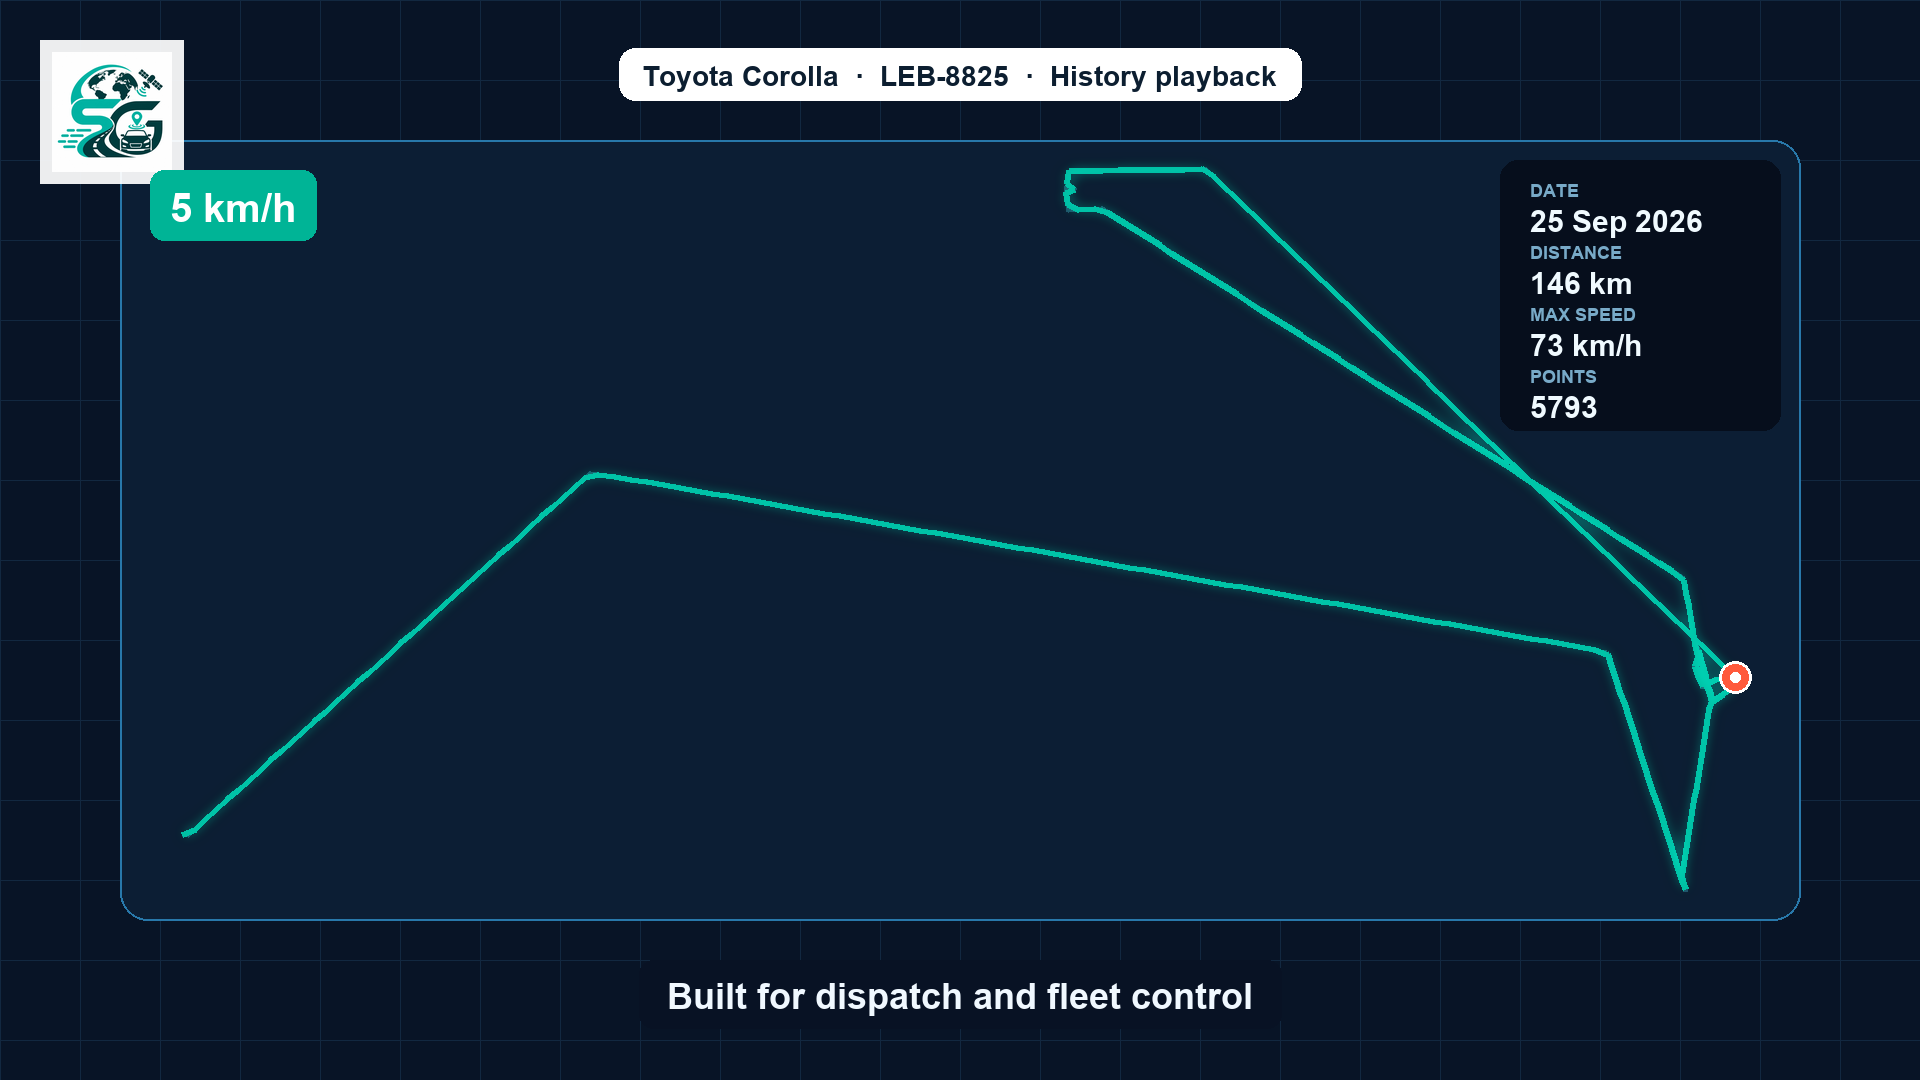 Toyota Corolla · LEB-8825 · History playback
SG
5 km/h
DATE
25 Sep 2026
DISTANCE
146 km
MAX SPEED
73 km/h
POINTS
5793
Built for dispatch and fleet control